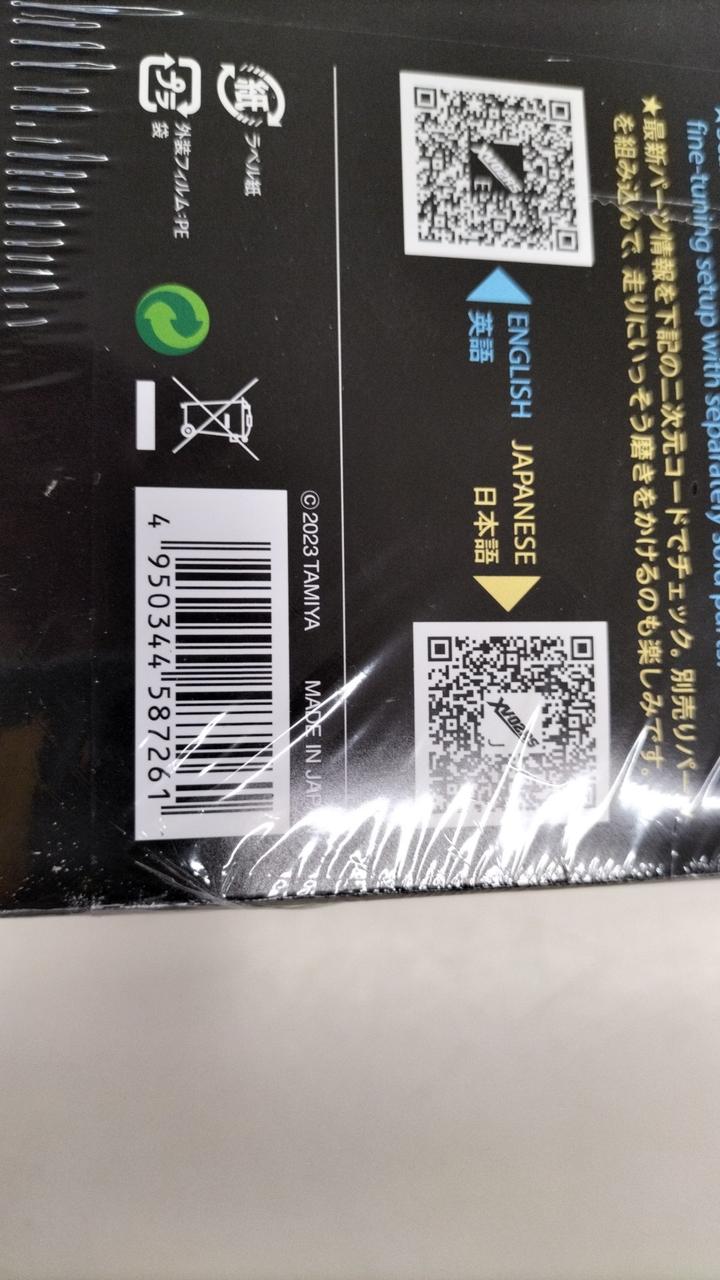 fine-tuning setup with separately sold parts.
★最新パーツ情報を下記の二次元コードでチェック。別売りパー
を組み込んで、走りにいっそう磨きをかけるのも楽しみです。
ENGLISH
英語
JAPANESE
日本語
E
J
© 2023 TAMIYA MADE IN JAP
紙
ラベル:紙
プラ
外装フィルム:PE
袋
4 950344 587261